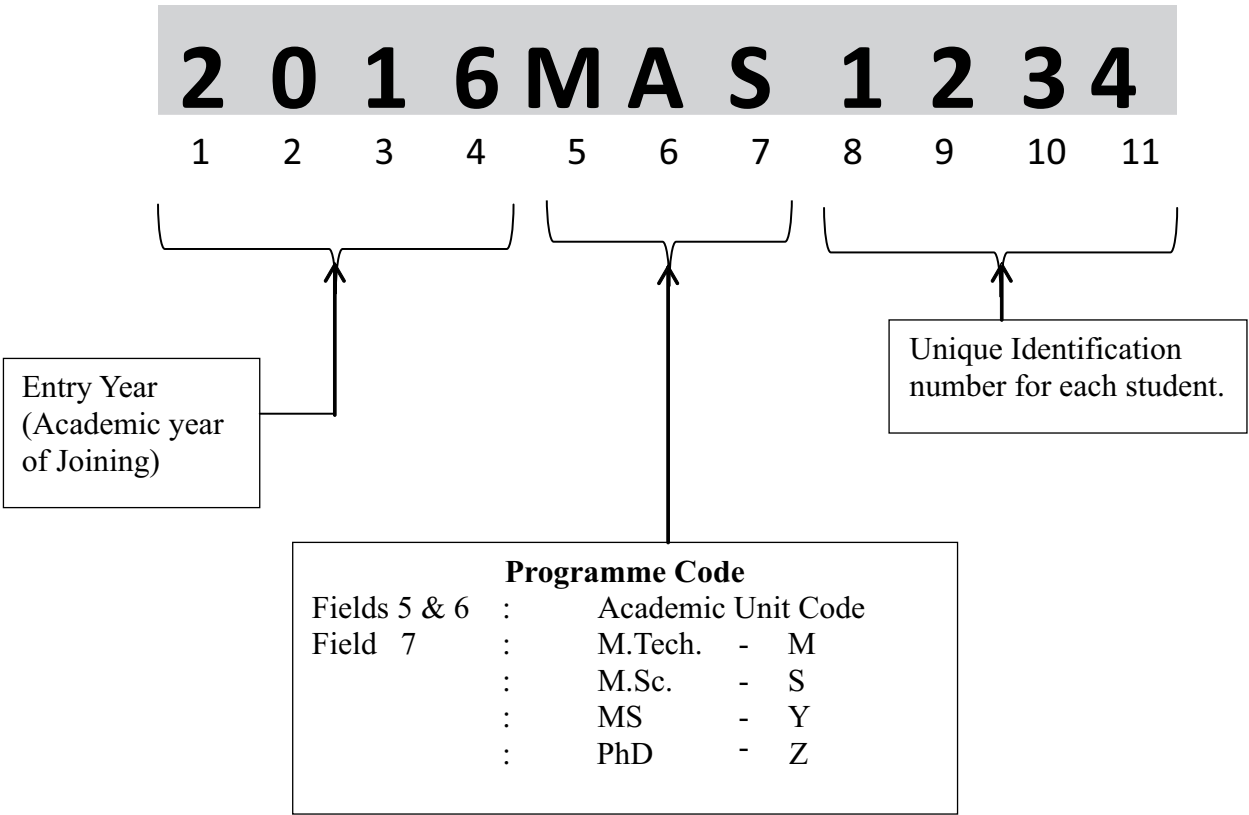 2 0 1 6 M A S 1 2 3 4
1 2 3 4 5 6 7 8 9 10 11
Entry Year
(Academic year
of Joining)
Unique Identification
number for each student.
Programme Code
Fields 5 & 6 : Academic Unit Code
Field 7 : M.Tech. - M
: M.Sc. - S
: MS - Y
: PhD - Z